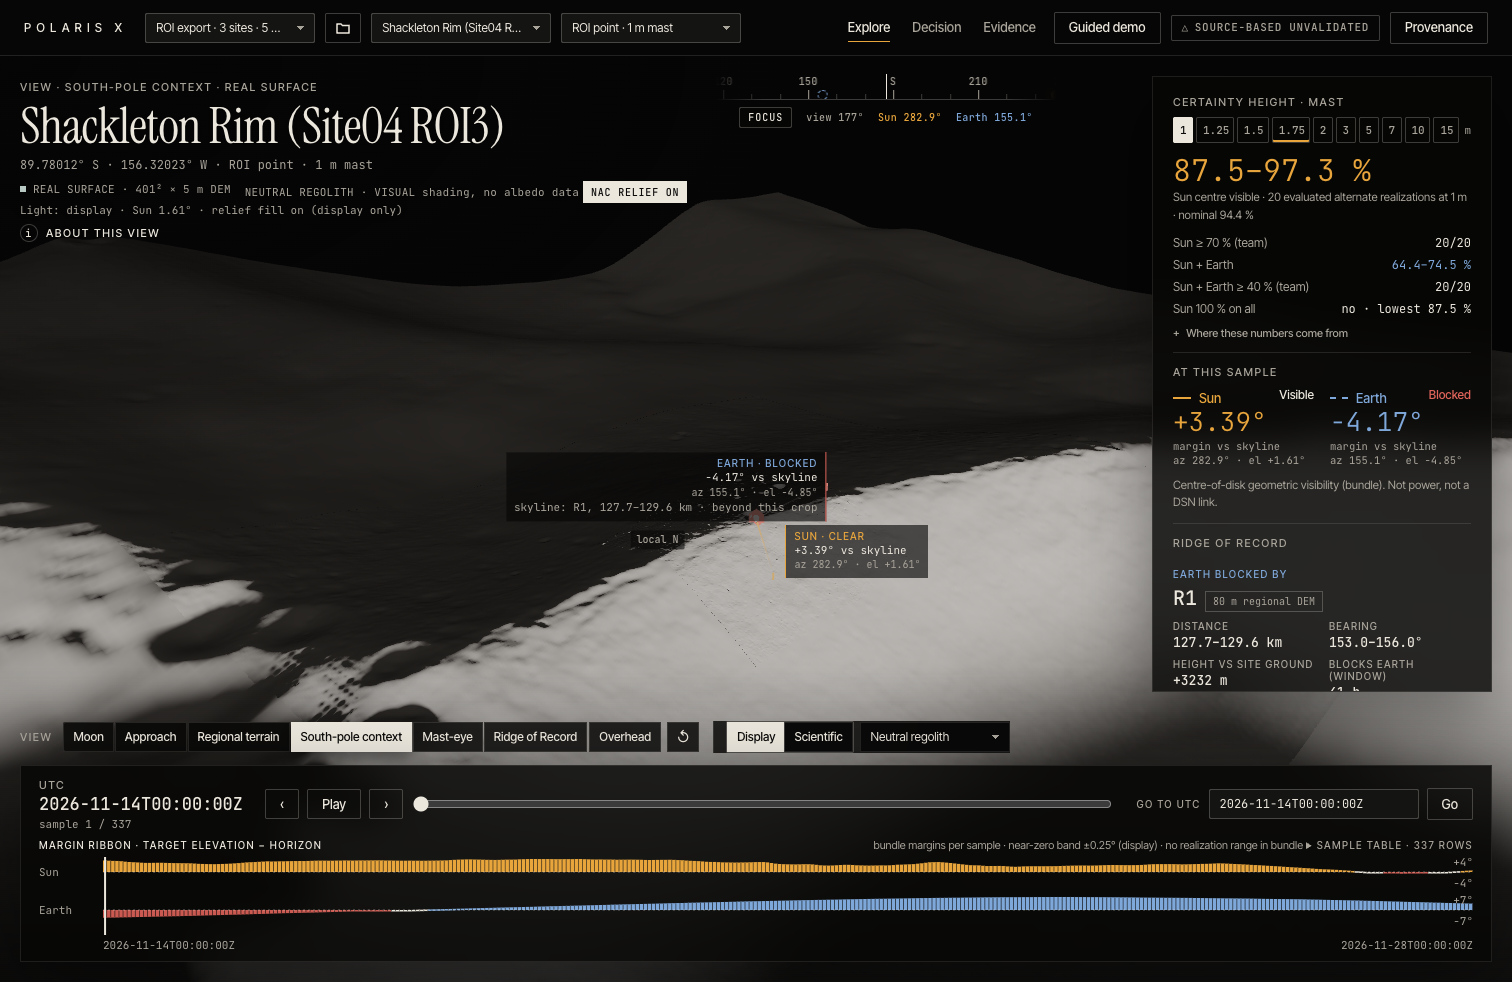 POLARIS X
ROI export · 3 sites · 5 ...
Shackleton Rim (Site04 R...
ROI point · 1 m mast
Explore
Decision
Evidence
Guided demo
△ SOURCE-BASED UNVALIDATED
Provenance
VIEW · SOUTH-POLE CONTEXT · REAL SURFACE
Shackleton Rim (Site04 ROI3)
89.78012° S · 156.32023° W · ROI point · 1 m mast
REAL SURFACE · 401² × 5 m DEM
NEUTRAL REGOLITH · VISUAL shading, no albedo data
NAC RELIEF ON
Light: display · Sun 1.61° · relief fill on (display only)
i ABOUT THIS VIEW
20 150 S 210
FOCUS view 177° Sun 282.9° Earth 155.1°
CERTAINTY HEIGHT · MAST
1 1.25 1.5 1.75 2 3 5 7 10 15 m
87.5–97.3 %
Sun centre visible · 20 evaluated alternate realizations at 1 m
· nominal 94.4 %
Sun ≥ 70 % (team) 20/20
Sun + Earth 64.4–74.5 %
Sun + Earth ≥ 40 % (team) 20/20
Sun 100 % on all no · lowest 87.5 %
+ Where these numbers come from
AT THIS SAMPLE
Sun Visible
+3.39°
margin vs skyline
az 282.9° · el +1.61°
Earth Blocked
-4.17°
margin vs skyline
az 155.1° · el -4.85°
Centre-of-disk geometric visibility (bundle). Not power, not a
DSN link.
RIDGE OF RECORD
EARTH BLOCKED BY
R1 80 m regional DEM
DISTANCE
127.7–129.6 km
BEARING
153.0–156.0°
HEIGHT VS SITE GROUND
+3232 m
BLOCKS EARTH
(WINDOW)
EARTH · BLOCKED
-4.17° vs skyline
az 155.1° · el -4.85°
skyline: R1, 127.7–129.6 km · beyond this crop
local N
SUN · CLEAR
+3.39° vs skyline
az 282.9° · el +1.61°
VIEW
Moon
Approach
Regional terrain
South-pole context
Mast-eye
Ridge of Record
Overhead
Display
Scientific
Neutral regolith
UTC
2026-11-14T00:00:00Z
sample 1 / 337
‹
Play
›
GO TO UTC
2026-11-14T00:00:00Z
Go
MARGIN RIBBON · TARGET ELEVATION − HORIZON
bundle margins per sample · near-zero band ±0.25° (display) · no realization range in bundle
▶ SAMPLE TABLE · 337 ROWS
Sun
+4°
-4°
Earth
+7°
-7°
2026-11-14T00:00:00Z
2026-11-28T00:00:00Z